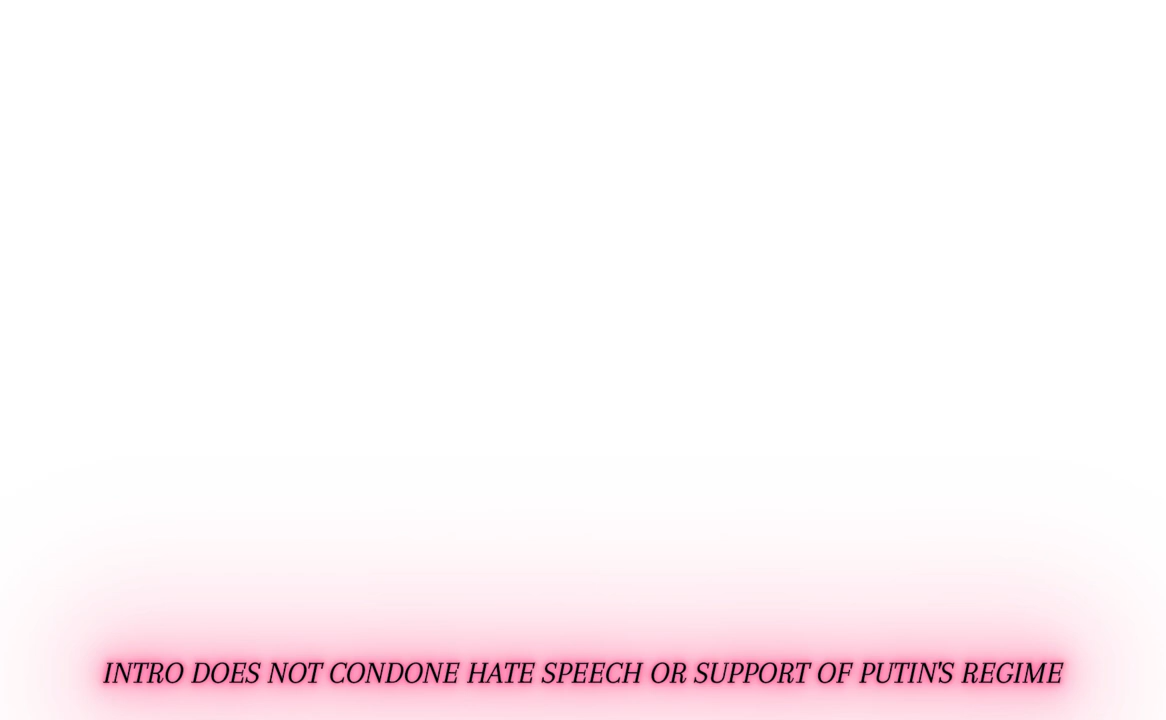 INTRO DOES NOT CONDONE HATE SPEECH OR SUPPORT OF PUTIN'S REGIME